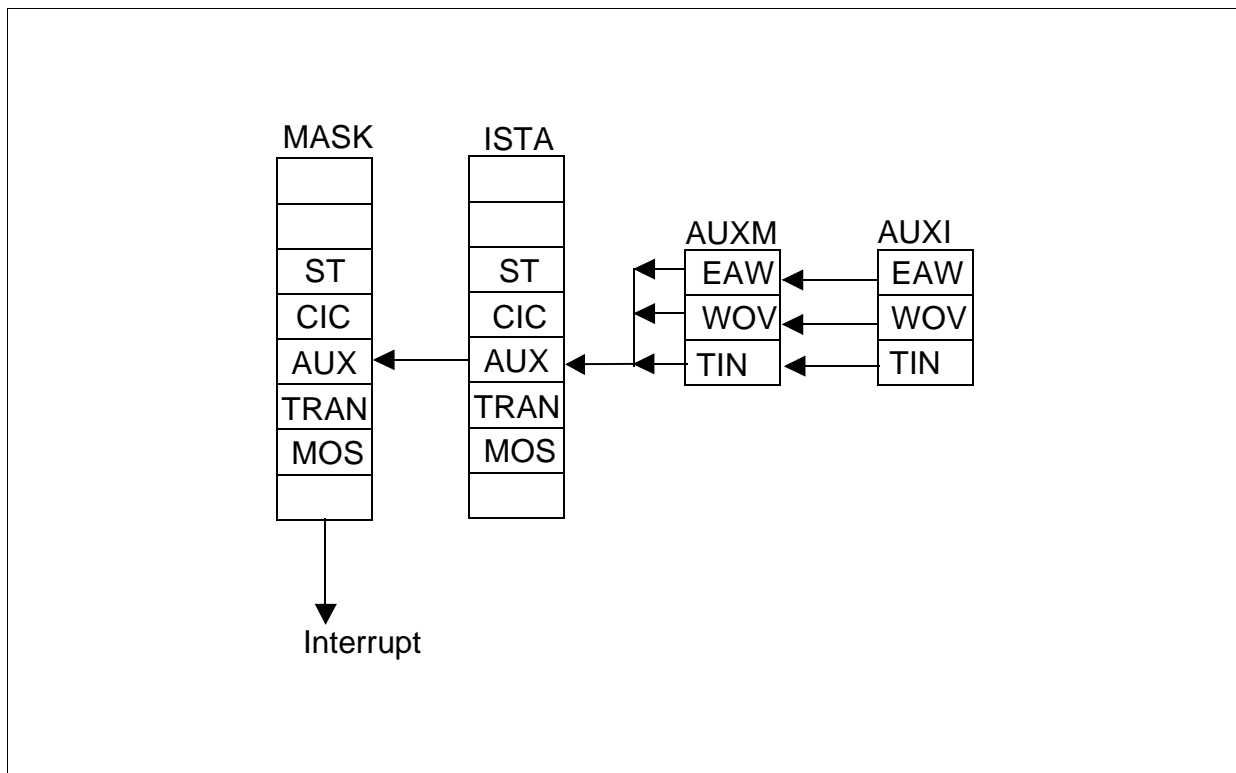 MASK
ST
CIC
AUX
TRAN
MOS
Interrupt
ISTA
ST
CIC
AUX
TRAN
MOS
AUXM
EAW
WOV
TIN
AUXI
EAW
WOV
TIN